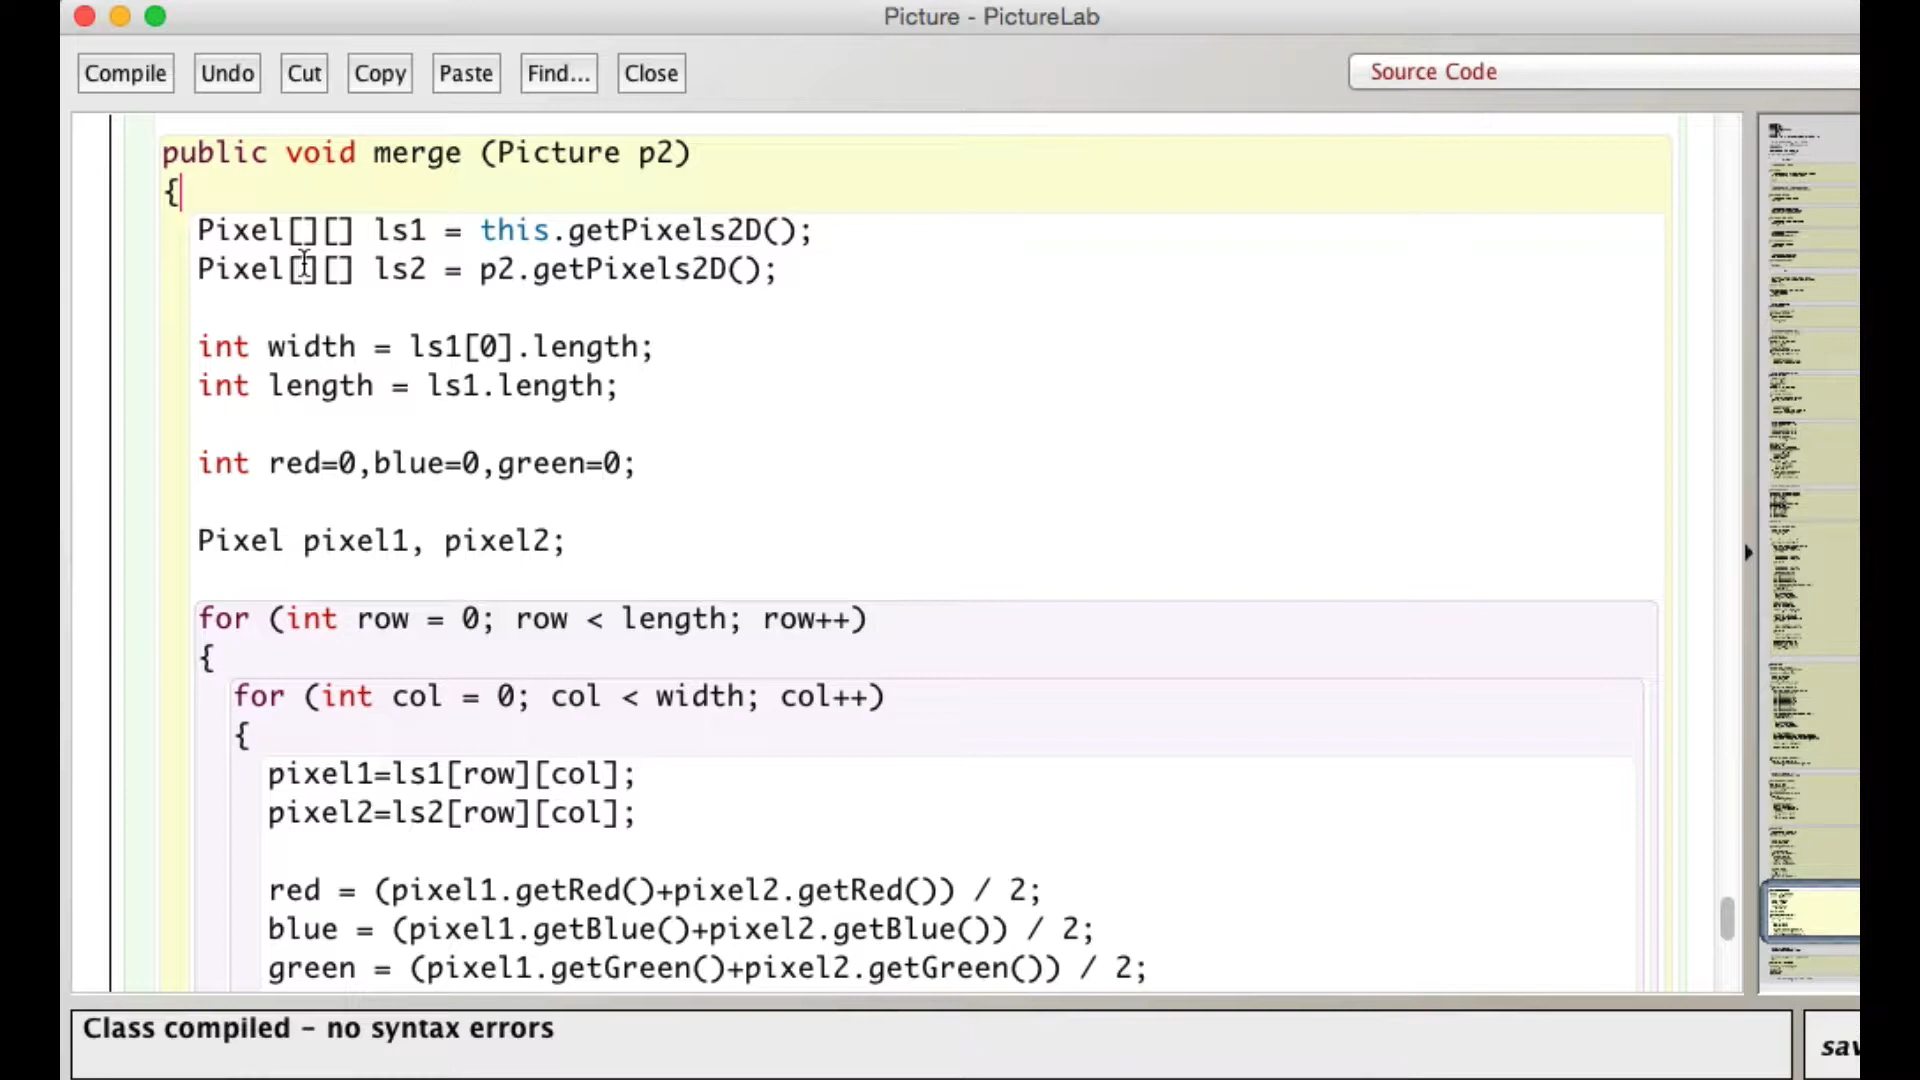 Picture - PictureLab
Compile Undo Cut Copy Paste Find... Close Source Code
public void merge (Picture p2)
{
Pixel[][] ls1 = this.getPixels2D();
Pixel[][] ls2 = p2.getPixels2D();
int width = ls1[0].length;
int length = ls1.length;
int red=0,blue=0,green=0;
Pixel pixel1, pixel2;
for (int row = 0; row < length; row++)
{
for (int col = 0; col < width; col++)
{
pixel1=ls1[row][col];
pixel2=ls2[row][col];
red = (pixel1.getRed()+pixel2.getRed()) / 2;
blue = (pixel1.getBlue()+pixel2.getBlue()) / 2;
green = (pixel1.getGreen()+pixel2.getGreen()) / 2;
Class compiled - no syntax errors